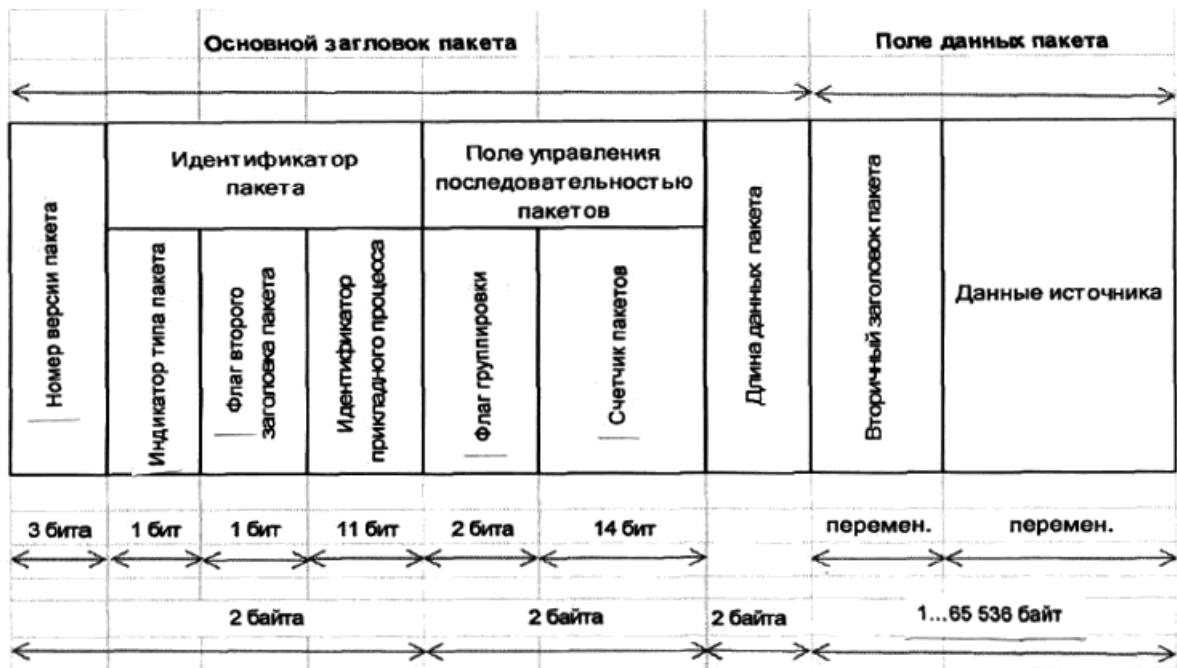 Основной загловок пакета
Поле данных пакета
Номер версии пакета
Идентификатор
пакета
Индикатор типа пакета
Флаг второго
заголовка пакета
Идентификатор
прикладного процесса
Поле управления
последовательностью
пакетов
Флаг группировки
Счетчик пакетов
Длина данных пакета
Вторичный заголовок пакета
Данные источника
3 бита
1 бит
1 бит
11 бит
2 бита
14 бит
перемен.
перемен.
2 байта
2 байта
2 байта
1...65 536 байт